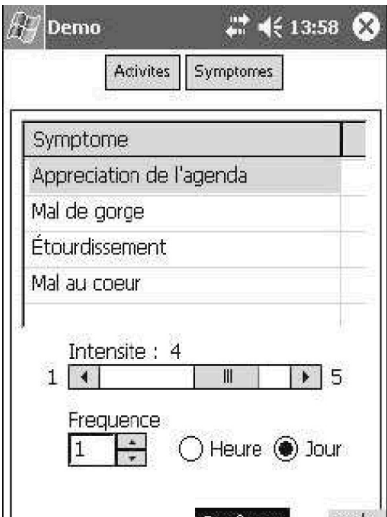 Demo 13:58
Activites Symptomes
Symptome
Appreciation de l'agenda
Mal de gorge
Étourdissement
Mal au coeur
Intensite : 4
1 5
Frequence
1 Heure Jour